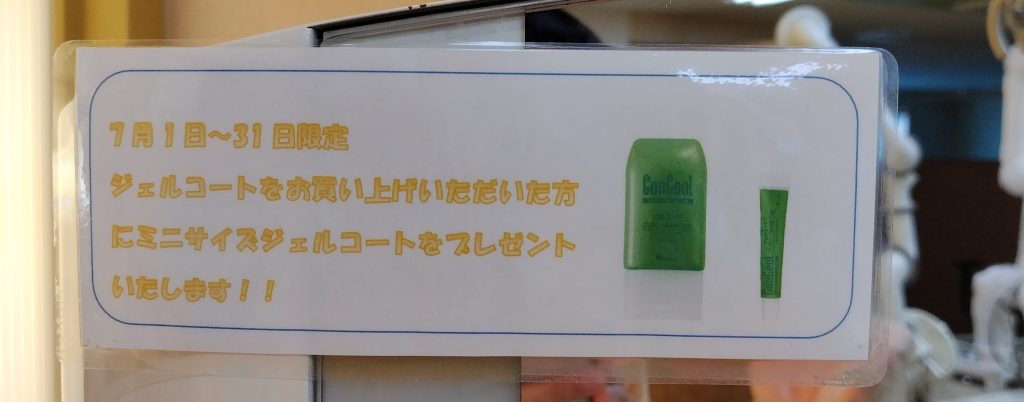 7月1日～31日限定
ジェルコートをお買い上げいただいた方
にミニサイズジェルコートをプレゼント
いたします！！
ConCool
ConCool